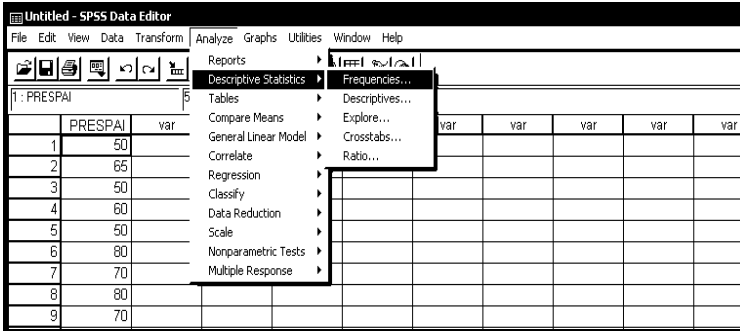 Untitled - SPSS Data Editor
File Edit View Data Transform Analyze Graphs Utilities Window Help
1 : PRESPAI 5
Reports
Descriptive Statistics
Tables
Compare Means
General Linear Model
Correlate
Regression
Classify
Data Reduction
Scale
Nonparametric Tests
Multiple Response
Frequencies...
Descriptives...
Explore...
Crosstabs...
Ratio...
PRESPAI var var var var var var
1 50
2 65
3 50
4 60
5 50
6 80
7 70
8 80
9 70